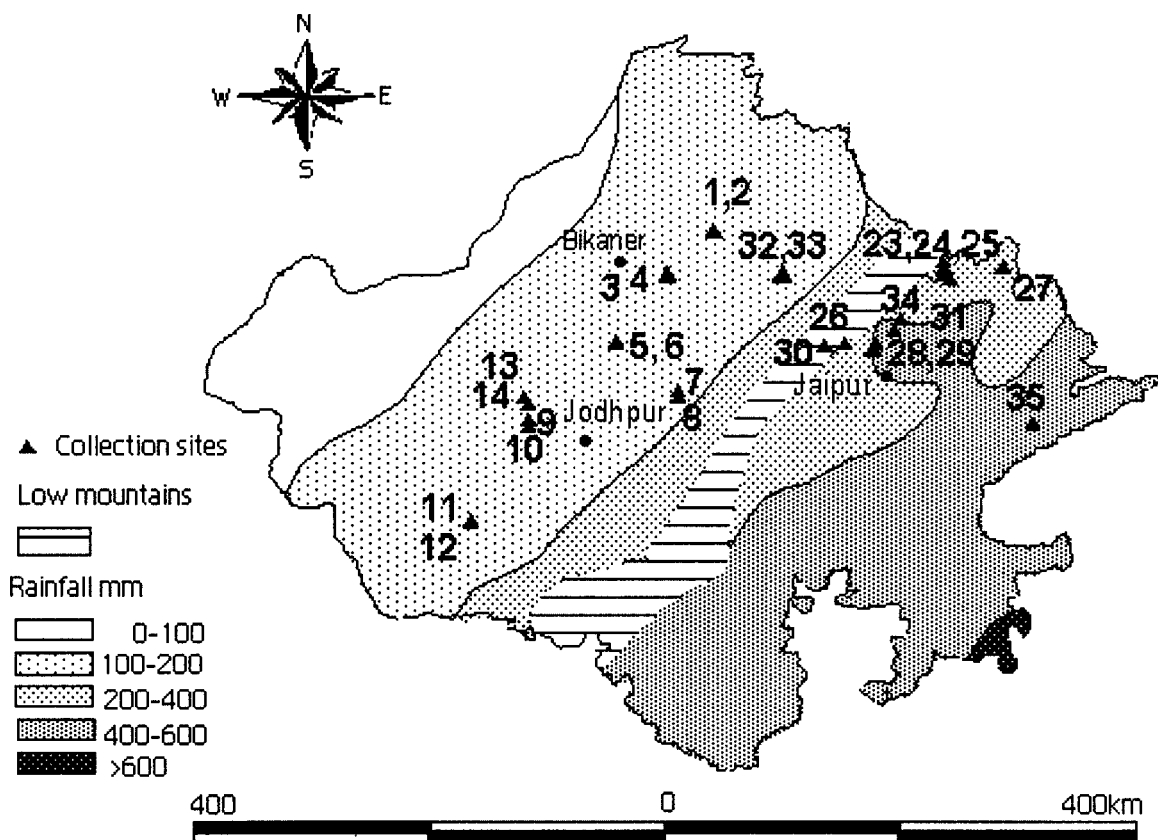 N
W E
S
1,2
Bikaner
32,33
23,24,25
3 4
27
34
26
31
5,6
30
28,29
13
7
Jaipur
14
Jodhpur
8
35
9
10
▲ Collection sites
11
Low mountains
12
Rainfall mm
0-100
100-200
200-400
400-600
>600
400 0 400km